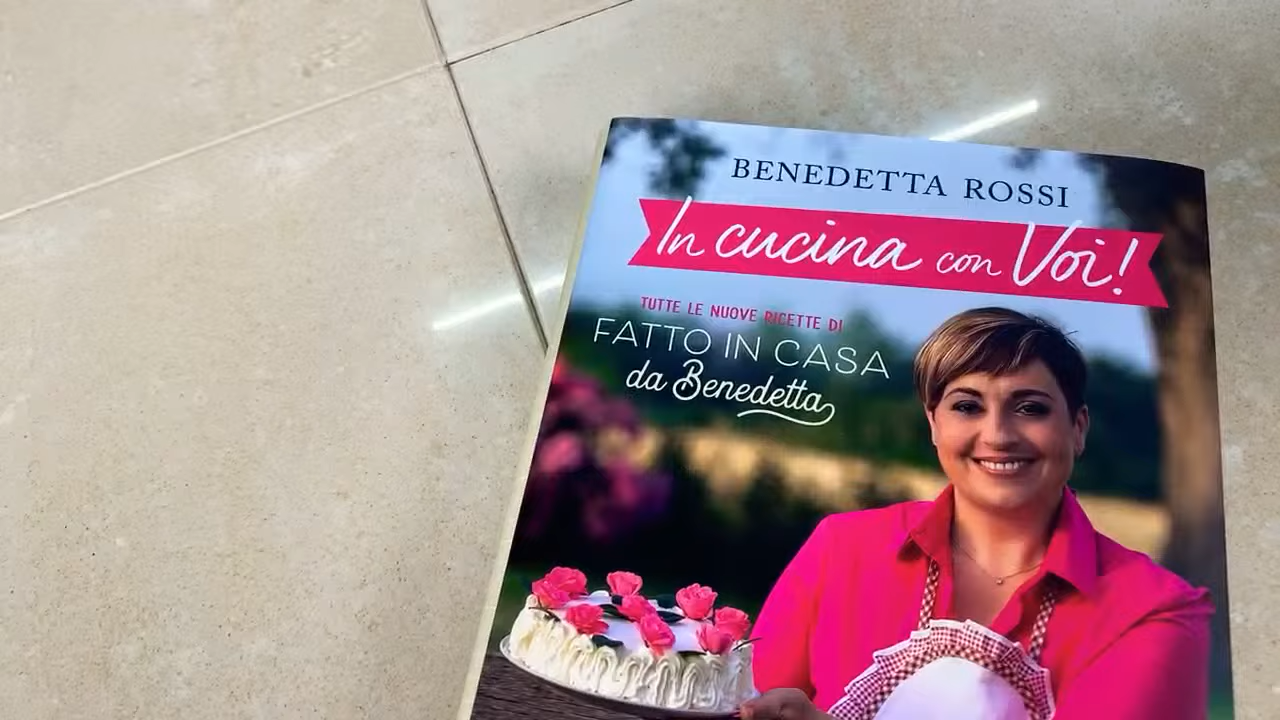 BENEDETTA ROSSI
In cucina con Voi!
TUTTE LE NUOVE RICETTE DI
FATTO IN CASA
da Benedetta